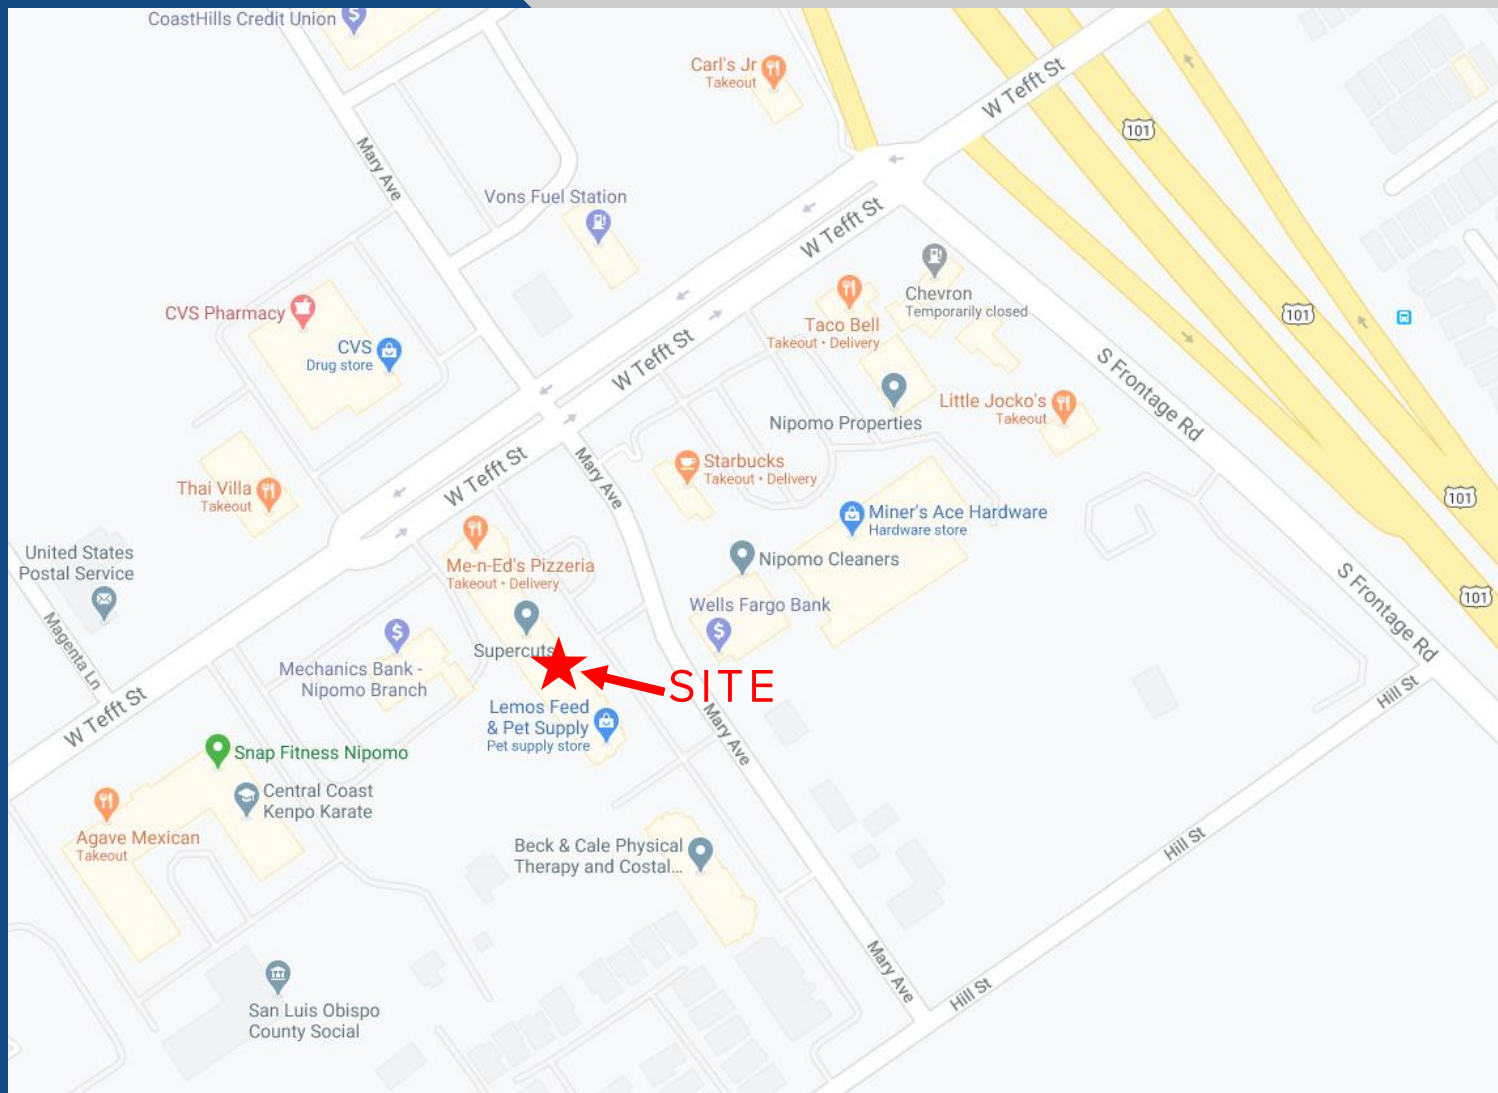 CoastHills Credit Union
Carl's Jr
Takeout
W Tefft St
101
Mary Ave
Vons Fuel Station
W Tefft St
Chevron
Temporarily closed
CVS Pharmacy
Taco Bell
Takeout • Delivery
101
CVS
Drug store
W Tefft St
S Frontage Rd
Little Jocko's
Takeout
Nipomo Properties
Starbucks
Takeout • Delivery
W Tefft St
Mary Ave
Thai Villa
Takeout
101
Miner's Ace Hardware
Hardware store
United States
Postal Service
Me-n-Ed's Pizzeria
Takeout • Delivery
Nipomo Cleaners
S Frontage Rd
101
Wells Fargo Bank
Magenta Ln
Supercuts
Mechanics Bank -
Nipomo Branch
SITE
Hill St
W Tefft St
Lemos Feed
& Pet Supply
Pet supply store
Mary Ave
Snap Fitness Nipomo
Central Coast
Kenpo Karate
Agave Mexican
Takeout
Beck & Cale Physical
Therapy and Costal...
Hill St
Mary Ave
Hill St
San Luis Obispo
County Social